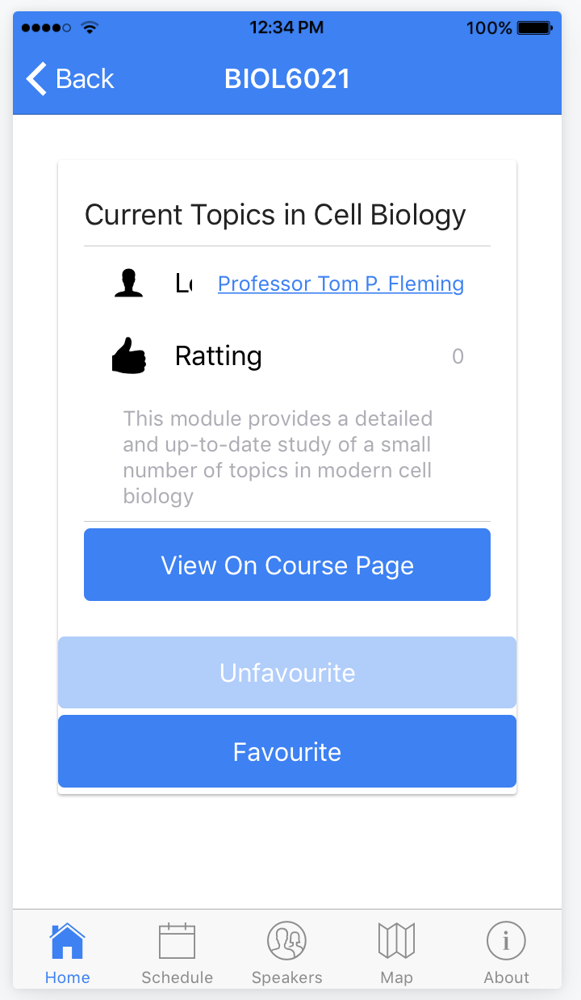 12:34 PM 100%
Back BIOL6021
Current Topics in Cell Biology
Professor Tom P. Fleming
Ratting 0
This module provides a detailed
and up-to-date study of a small
number of topics in modern cell
biology
View On Course Page
Unfavourite
Favourite
Home Schedule Speakers Map About